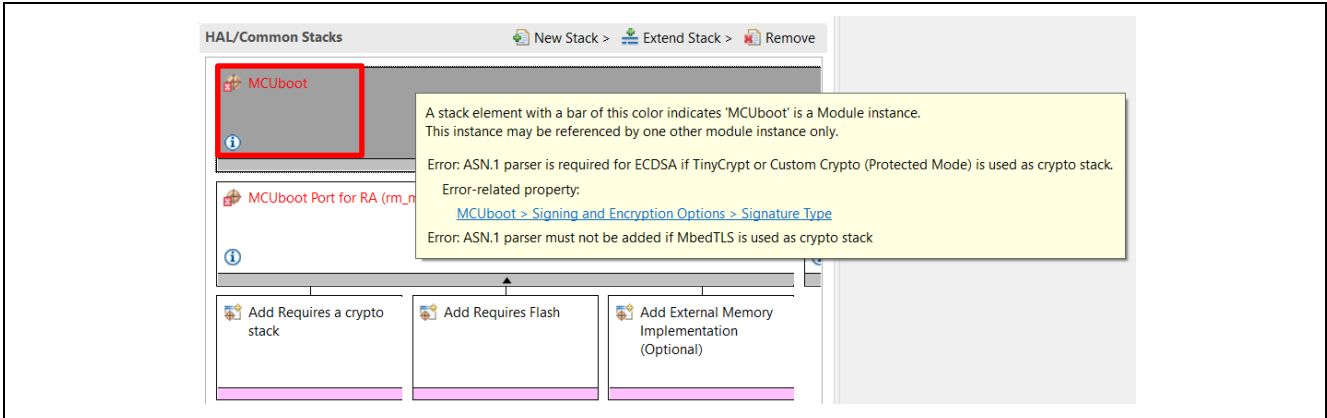 HAL/Common Stacks
New Stack > Extend Stack > Remove
MCUboot
A stack element with a bar of this color indicates 'MCUboot' is a Module instance.
This instance may be referenced by one other module instance only.
Error: ASN.1 parser is required for ECDSA if TinyCrypt or Custom Crypto (Protected Mode) is used as crypto stack.
Error-related property:
MCUboot > Signing and Encryption Options > Signature Type
Error: ASN.1 parser must not be added if MbedTLS is used as crypto stack
MCUboot Port for RA (rm_m
Add Requires a crypto
stack
Add Requires Flash
Add External Memory
Implementation
(Optional)